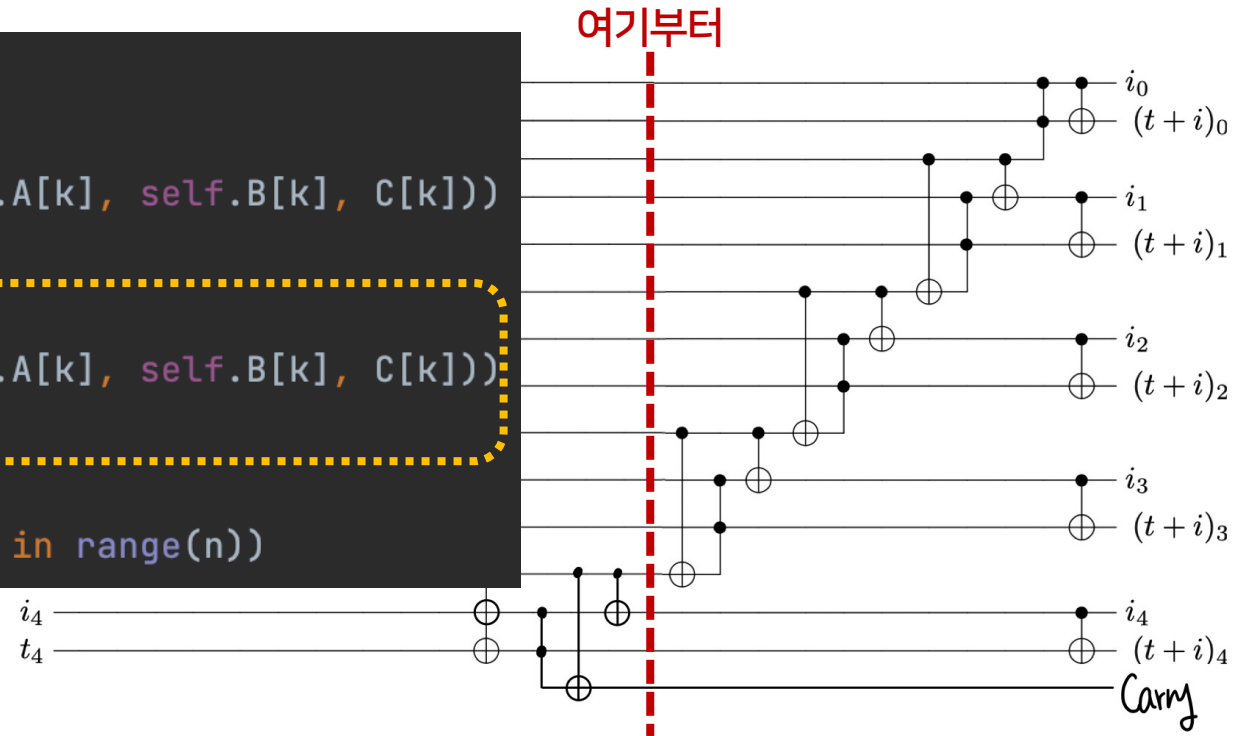 여기부터
.A[k], self.B[k], C[k]))
.A[k], self.B[k], C[k]))
in range(n))
i₀
(t + i)₀
i₁
(t + i)₁
i₂
(t + i)₂
i₃
(t + i)₃
i₄
i₄
t₄
(t + i)₄
Carry